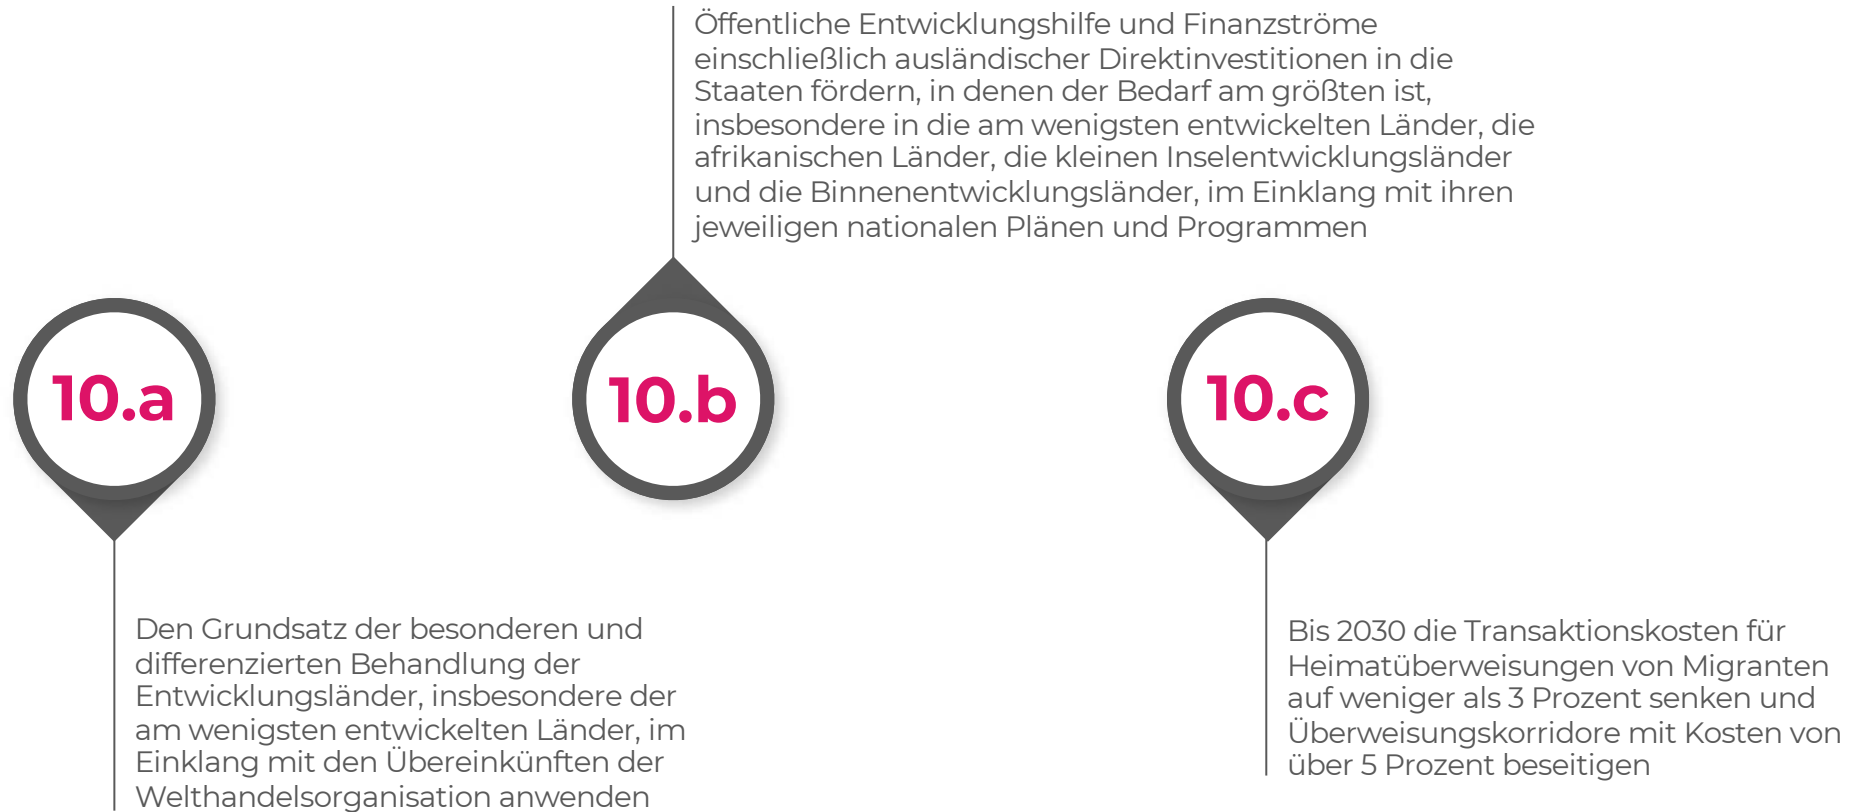 Öffentliche Entwicklungshilfe und Finanzströme
einschließlich ausländischer Direktinvestitionen in die
Staaten fördern, in denen der Bedarf am größten ist,
insbesondere in die am wenigsten entwickelten Länder, die
afrikanischen Länder, die kleinen Inselentwicklungsländer
und die Binnenentwicklungsländer, im Einklang mit ihren
jeweiligen nationalen Plänen und Programmen
10.a
10.b
10.c
Den Grundsatz der besonderen und
differenzierten Behandlung der
Entwicklungsländer, insbesondere der
am wenigsten entwickelten Länder, im
Einklang mit den Übereinkünften der
Welthandelsorganisation anwenden
Bis 2030 die Transaktionskosten für
Heimatüberweisungen von Migranten
auf weniger als 3 Prozent senken und
Überweisungskorridore mit Kosten von
über 5 Prozent beseitigen